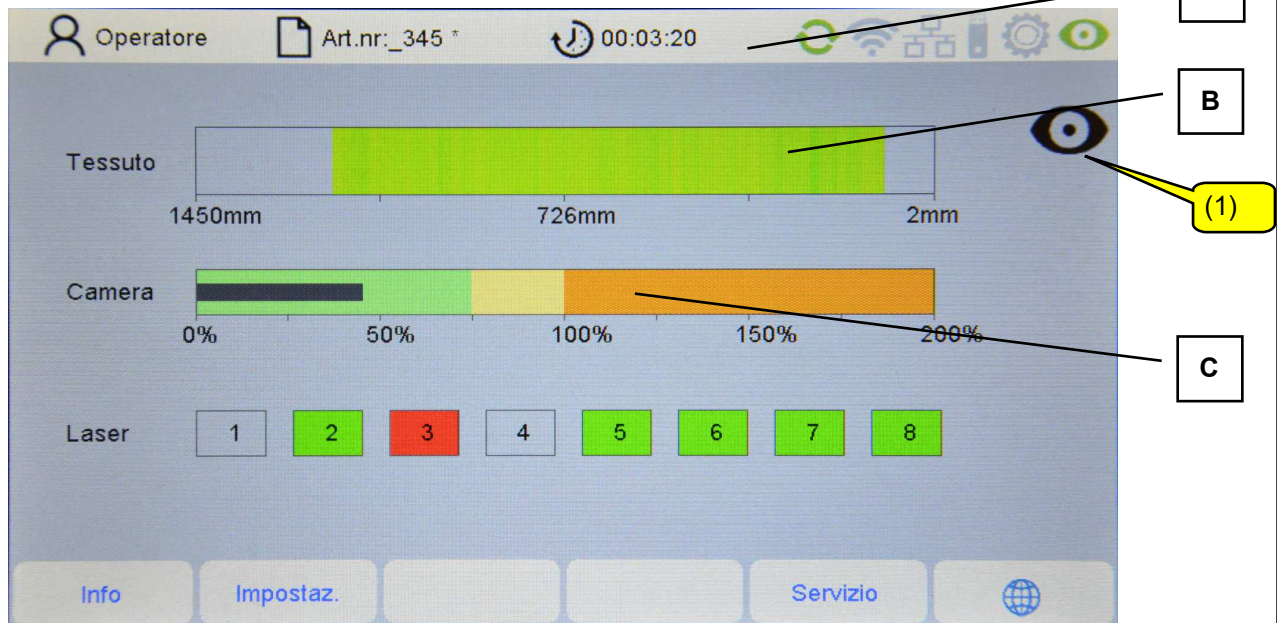 Operatore Art.nr:_345 * 00:03:20
B
Tessuto
(1)
1450mm 726mm 2mm
Camera
0% 50% 100% 150% 200%
C
Laser 1 2 3 4 5 6 7 8
Info Impostaz. Servizio